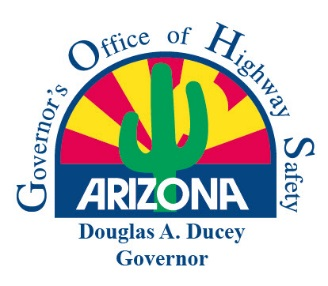 Governor's Office of Highway Safety
ARIZONA
Douglas A. Ducey
Governor